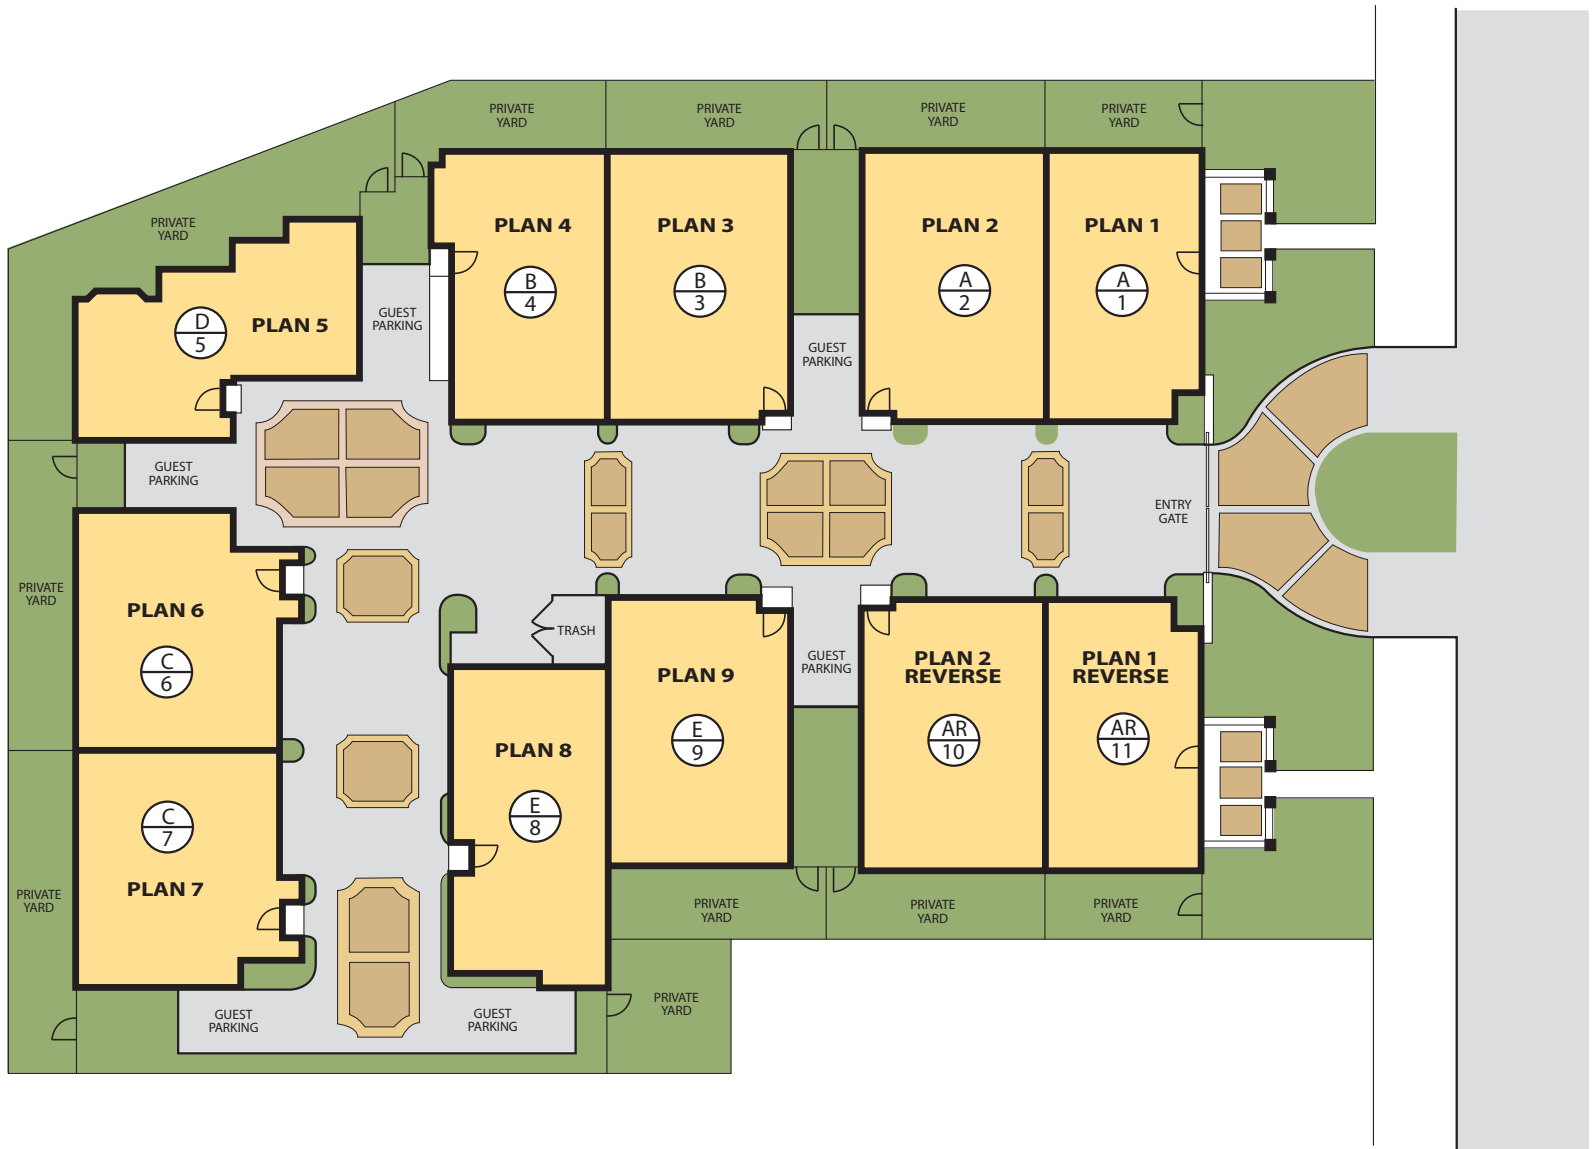 PRIVATE
YARD
PRIVATE
YARD
PRIVATE
YARD
PRIVATE
YARD
PRIVATE
YARD
PLAN 4
B
4
PLAN 3
B
3
PLAN 2
A
2
PLAN 1
A
1
D
5
PLAN 5
GUEST
PARKING
GUEST
PARKING
GUEST
PARKING
ENTRY
GATE
PRIVATE
YARD
PLAN 6
C
6
TRASH
PLAN 9
E
9
GUEST
PARKING
PLAN 2
REVERSE
AR
10
PLAN 1
REVERSE
AR
11
PLAN 8
E
8
C
7
PLAN 7
PRIVATE
YARD
PRIVATE
YARD
PRIVATE
YARD
PRIVATE
YARD
GUEST
PARKING
GUEST
PARKING
PRIVATE
YARD